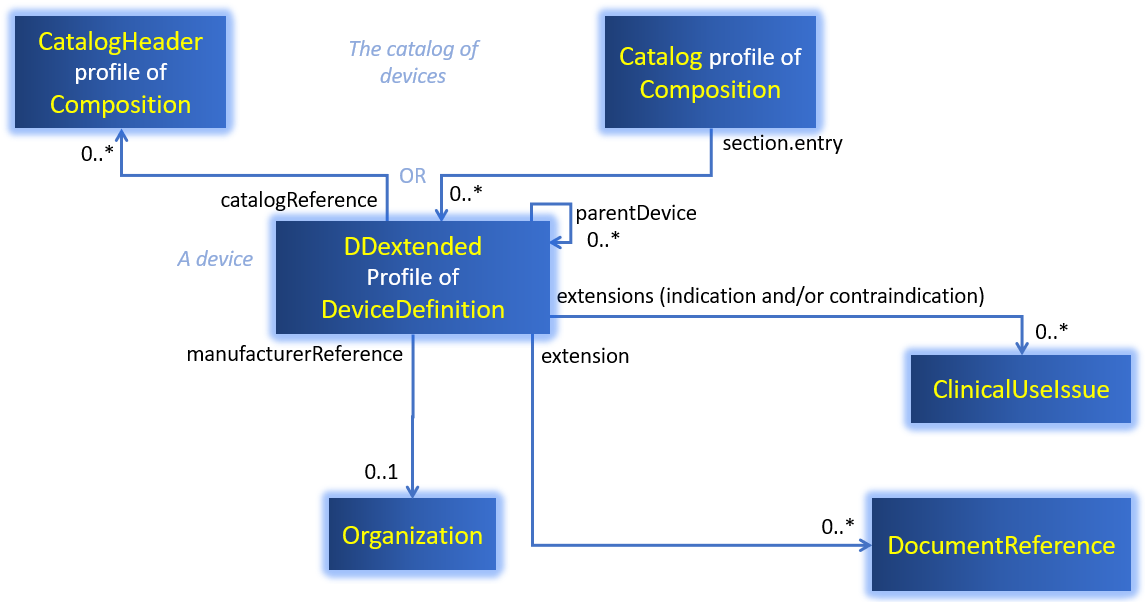 CatalogHeader
profile of
Composition
The catalog of
devices
Catalog profile of
Composition
section.entry
0..*
OR
catalogReference
0..*
parentDevice
0..*
A device
DDextended
Profile of
DeviceDefinition
extensions (indication and/or contraindication)
0..*
manufacturerReference
extension
ClinicalUseIssue
0..1
Organization
0..*
DocumentReference